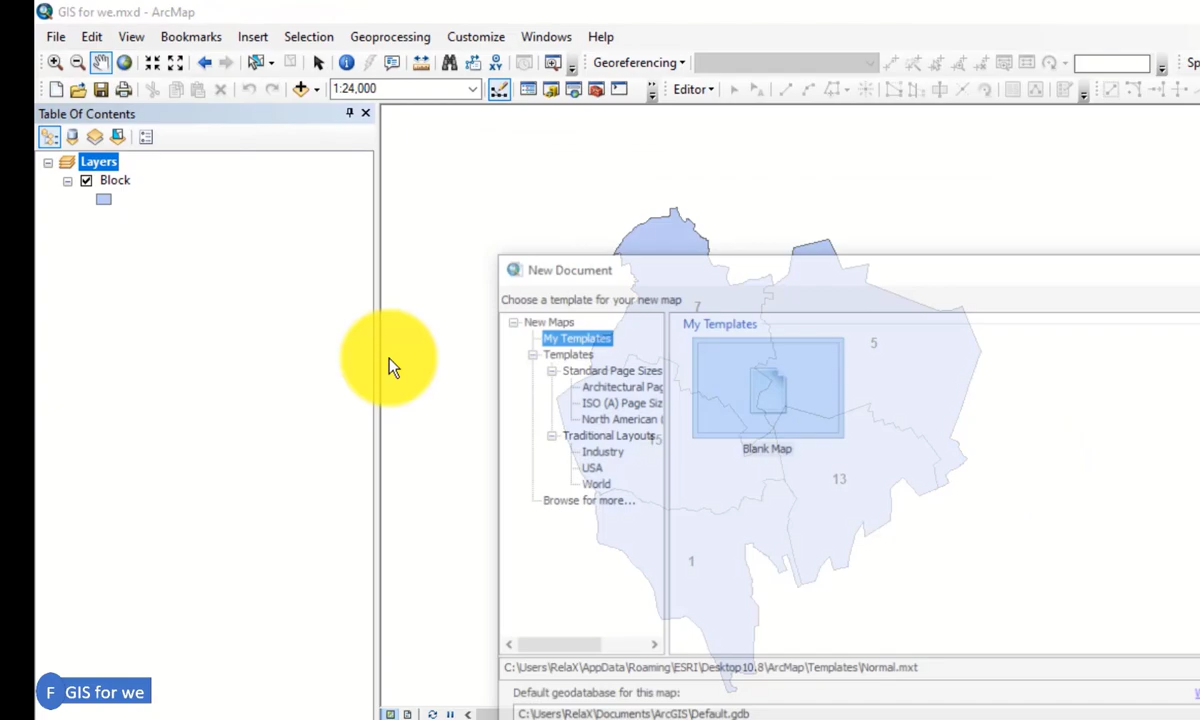 GIS for we.mxd - ArcMap
File Edit View Bookmarks Insert Selection Geoprocessing Customize Windows Help
Georeferencing
1:24,000
Editor
Table Of Contents
Layers
Block
New Document
Choose a template for your new map
New Maps
My Templates
Templates
Standard Page Sizes
Architectural Pag
ISO (A) Page Siz
North American (
Traditional Layouts
Industry
USA
World
Browse for more...
My Templates
Blank Map
7
5
15
13
1
C:\Users\RelaX\AppData\Roaming\ESRI\Desktop10.8\ArcMap\Templates\Normal.mxt
Default geodatabase for this map:
C:\Users\RelaX\Documents\ArcGIS\Default.gdb
F GIS for we